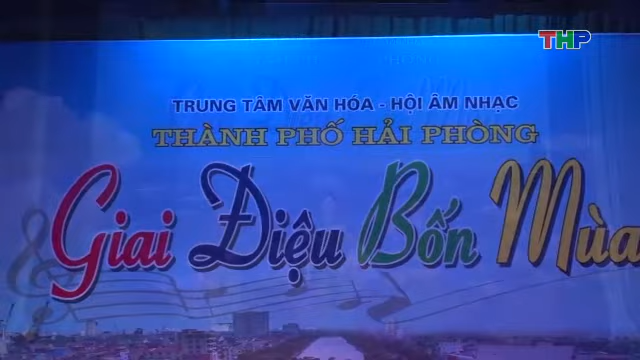 THP
TRUNG TÂM VĂN HÓA - HỘI ÂM NHẠC
THÀNH PHỐ HẢI PHÒNG
Giai Điệu Bốn Mùa